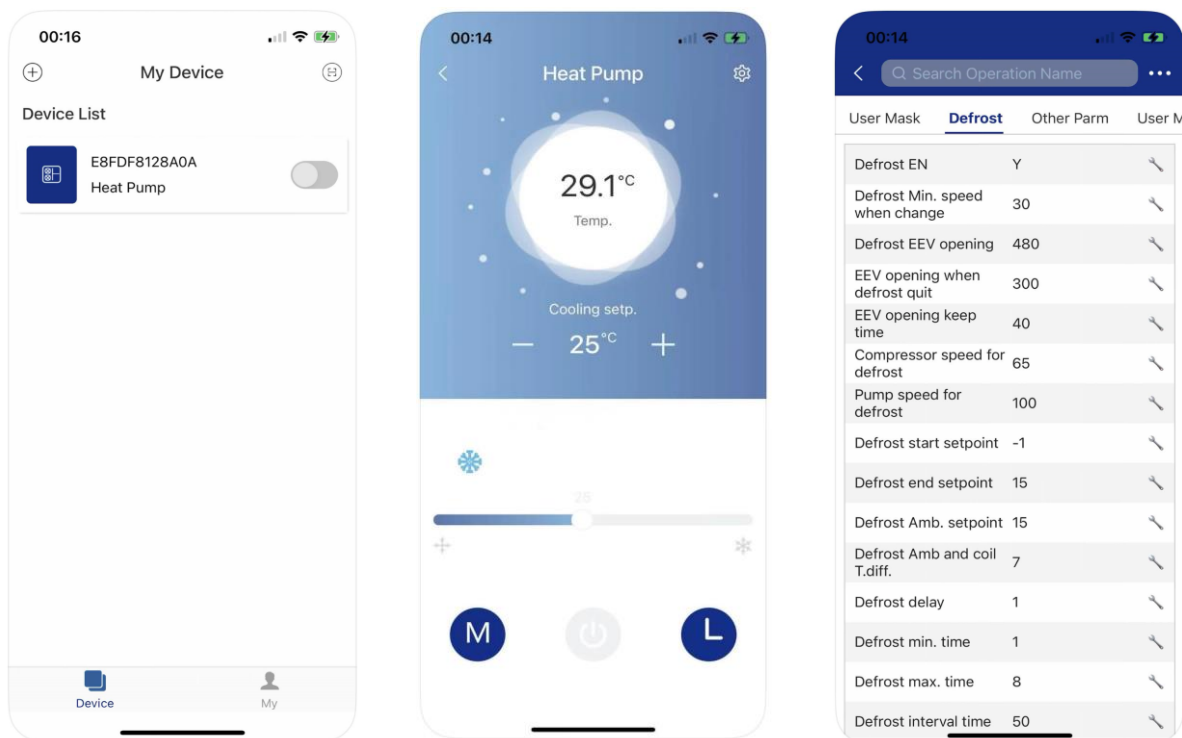 00:16
My Device
Device List
E8FDF8128A0A
Heat Pump
Device
My
00:14
Heat Pump
29.1°C
Temp.
Cooling setp.
25°C
25
M
00:14
Search Operation Name
User Mask Defrost Other Parm User M
Defrost EN Y
Defrost Min. speed
when change 30
Defrost EEV opening 480
EEV opening when
defrost quit 300
EEV opening keep
time 40
Compressor speed for
defrost 65
Pump speed for
defrost 100
Defrost start setpoint -1
Defrost end setpoint 15
Defrost Amb. setpoint 15
Defrost Amb and coil
T.diff. 7
Defrost delay 1
Defrost min. time 1
Defrost max. time 8
Defrost interval time 50